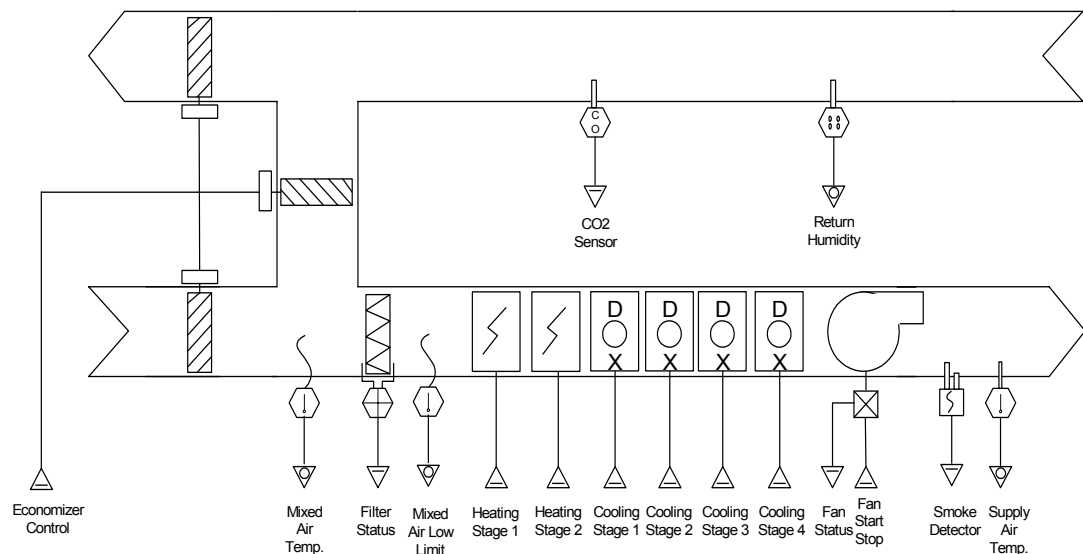 C
O
CO2
Sensor
Return
Humidity
D
X
D
X
D
X
D
X
Economizer
Control
Mixed
Air
Temp.
Filter
Status
Mixed
Air Low
Limit
Heating
Stage 1
Heating
Stage 2
Cooling
Stage 1
Cooling
Stage 2
Cooling
Stage 3
Cooling
Stage 4
Fan
Status
Fan
Start
Stop
Smoke
Detector
Supply
Air
Temp.